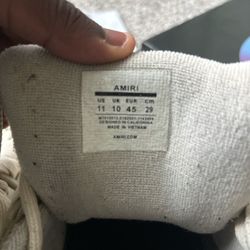 AMIRI
US UK EUR CM
11 10 45 29
DESIGNED IN CALIFORNIA
MADE IN VIETNAM
AMIRI.COM